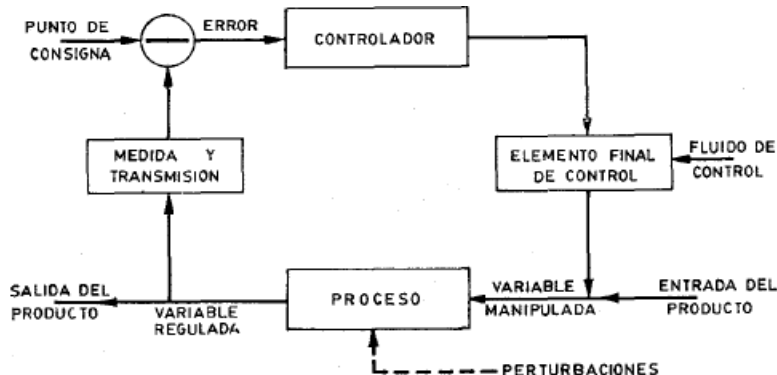 PUNTO DE
CONSIGNA
ERROR
CONTROLADOR
MEDIDA Y
TRANSMISION
ELEMENTO FINAL
DE CONTROL
FLUIDO DE
CONTROL
SALIDA DEL
PRODUCTO
VARIABLE
REGULADA
PROCESO
VARIABLE
MANIPULADA
ENTRADA DEL
PRODUCTO
PERTURBACIONES